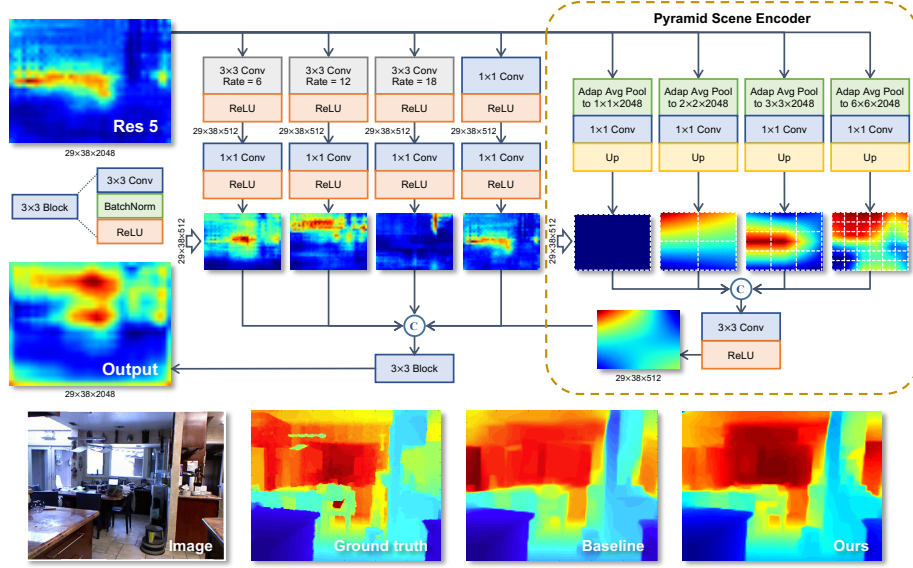 Pyramid Scene Encoder
Res 5
29×38×2048
3×3 Conv
Rate = 6
ReLU
3×3 Conv
Rate = 12
ReLU
3×3 Conv
Rate = 18
ReLU
1×1 Conv
ReLU
29×38×512
29×38×512
29×38×512
29×38×512
1×1 Conv
ReLU
1×1 Conv
ReLU
1×1 Conv
ReLU
1×1 Conv
ReLU
Adap Avg Pool
to 1×1×2048
1×1 Conv
Up
Adap Avg Pool
to 2×2×2048
1×1 Conv
Up
Adap Avg Pool
to 3×3×2048
1×1 Conv
Up
Adap Avg Pool
to 6×6×2048
1×1 Conv
Up
3×3 Block
3×3 Conv
BatchNorm
ReLU
29×38×512
29×38×512
C
C
3×3 Conv
ReLU
29×38×512
3×3 Block
Output
29×38×2048
Image
Ground truth
Baseline
Ours